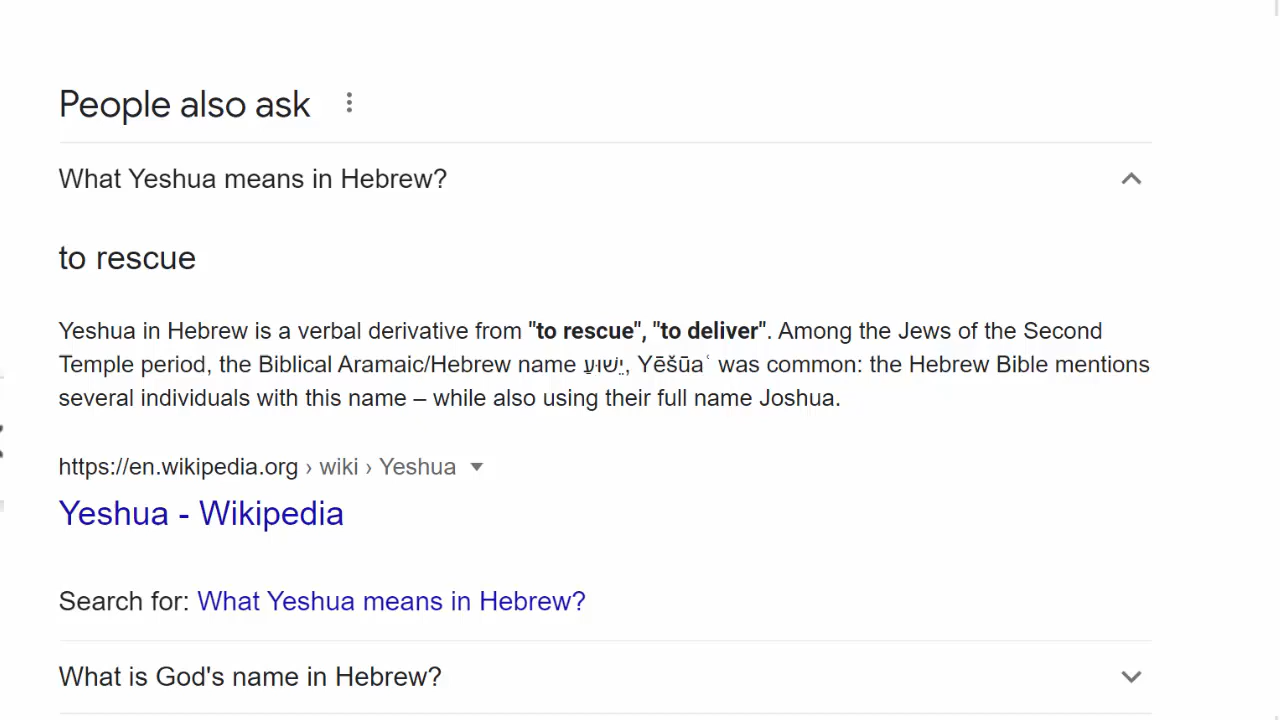 People also ask
What Yeshua means in Hebrew?
to rescue
Yeshua in Hebrew is a verbal derivative from "to rescue", "to deliver". Among the Jews of the Second
Temple period, the Biblical Aramaic/Hebrew name יֵשׁוּעַ, Yēšūaʿ was common: the Hebrew Bible mentions
several individuals with this name – while also using their full name Joshua.
https://en.wikipedia.org › wiki › Yeshua
Yeshua - Wikipedia
Search for: What Yeshua means in Hebrew?
What is God's name in Hebrew?